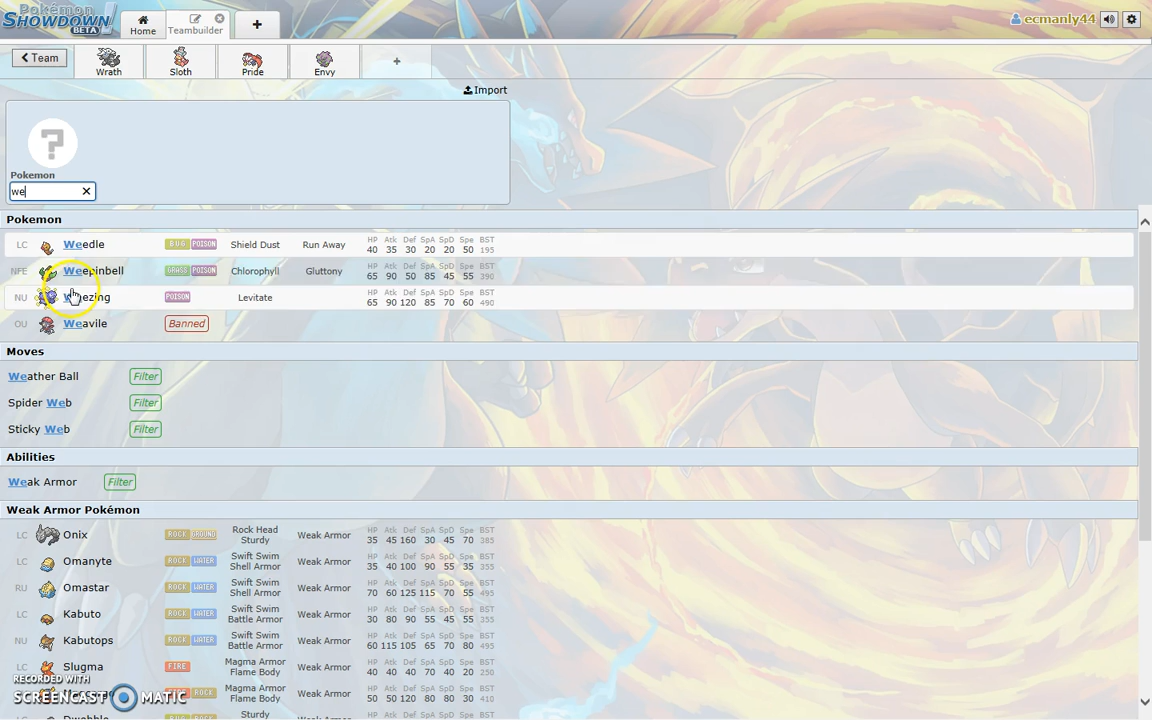 Pokémon
SHOWDOWN!
BETA
Home
Teambuilder
+
ecmanly44
Team
Wrath
Sloth
Pride
Envy
+
Import
?
Pokemon
we
Pokemon
LC Weedle BUG POISON Shield Dust Run Away HP 40 Atk 35 Def 30 SpA 20 SpD 20 Spe 50 BST 195
NFE Weepinbell GRASS POISON Chlorophyll Gluttony HP 65 Atk 90 Def 50 SpA 85 SpD 45 Spe 55 BST 390
NU Weezing POISON Levitate HP 65 Atk 90 Def 120 SpA 85 SpD 70 Spe 60 BST 490
OU Weavile Banned
Moves
Weather Ball Filter
Spider Web Filter
Sticky Web Filter
Abilities
Weak Armor Filter
Weak Armor Pokémon
LC Onix ROCK GROUND Rock Head Sturdy Weak Armor HP 35 Atk 45 Def 160 SpA 30 SpD 45 Spe 70 BST 385
LC Omanyte ROCK WATER Swift Swim Shell Armor Weak Armor HP 35 Atk 40 Def 100 SpA 90 SpD 55 Spe 35 BST 355
RU Omastar ROCK WATER Swift Swim Shell Armor Weak Armor HP 70 Atk 60 Def 125 SpA 115 SpD 70 Spe 55 BST 495
LC Kabuto ROCK WATER Swift Swim Battle Armor Weak Armor HP 30 Atk 80 Def 90 SpA 55 SpD 45 Spe 55 BST 355
NU Kabutops ROCK WATER Swift Swim Battle Armor Weak Armor HP 60 Atk 115 Def 105 SpA 65 SpD 70 Spe 80 BST 495
LC Slugma FIRE Magma Armor Flame Body Weak Armor HP 40 Atk 40 Def 40 SpA 70 SpD 40 Spe 20 BST 250
ROCK Magma Armor Flame Body Weak Armor HP 50 Atk 50 Def 120 SpA 80 SpD 80 Spe 30 BST 410
Sturdy HP Atk Def SpA SpD Spe BST
RECORDED WITH
SCREENCAST MATIC